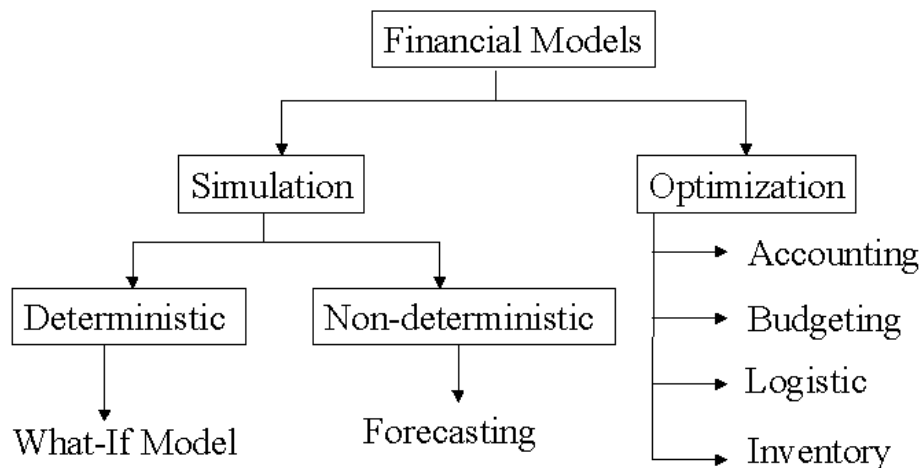 Financial Models
Simulation
Optimization
Accounting
Deterministic
Non-deterministic
Budgeting
Logistic
What-If Model
Forecasting
Inventory